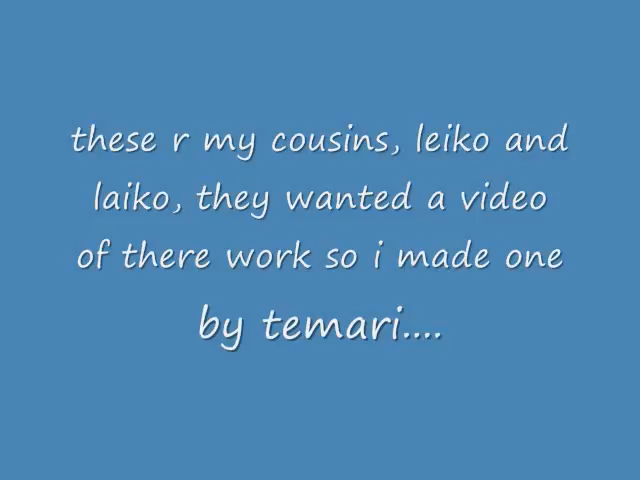 these r my cousins, leiko and
laiko, they wanted a video
of there work so i made one
by temari....